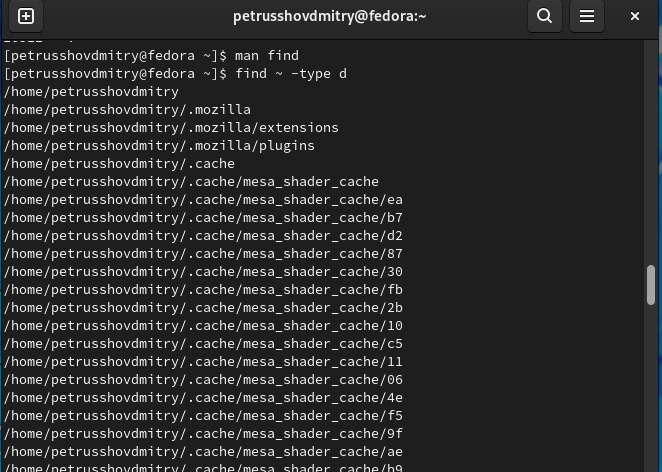 petrusshovdmitry@fedora:~
[petrusshovdmitry@fedora ~]$ man find
[petrusshovdmitry@fedora ~]$ find ~ -type d
/home/petrusshovdmitry
/home/petrusshovdmitry/.mozilla
/home/petrusshovdmitry/.mozilla/extensions
/home/petrusshovdmitry/.mozilla/plugins
/home/petrusshovdmitry/.cache
/home/petrusshovdmitry/.cache/mesa_shader_cache
/home/petrusshovdmitry/.cache/mesa_shader_cache/ea
/home/petrusshovdmitry/.cache/mesa_shader_cache/b7
/home/petrusshovdmitry/.cache/mesa_shader_cache/d2
/home/petrusshovdmitry/.cache/mesa_shader_cache/87
/home/petrusshovdmitry/.cache/mesa_shader_cache/30
/home/petrusshovdmitry/.cache/mesa_shader_cache/fb
/home/petrusshovdmitry/.cache/mesa_shader_cache/2b
/home/petrusshovdmitry/.cache/mesa_shader_cache/10
/home/petrusshovdmitry/.cache/mesa_shader_cache/c5
/home/petrusshovdmitry/.cache/mesa_shader_cache/11
/home/petrusshovdmitry/.cache/mesa_shader_cache/06
/home/petrusshovdmitry/.cache/mesa_shader_cache/4e
/home/petrusshovdmitry/.cache/mesa_shader_cache/f5
/home/petrusshovdmitry/.cache/mesa_shader_cache/9f
/home/petrusshovdmitry/.cache/mesa_shader_cache/ae
/home/petrusshovdmitry/.cache/mesa_shader_cache/b9